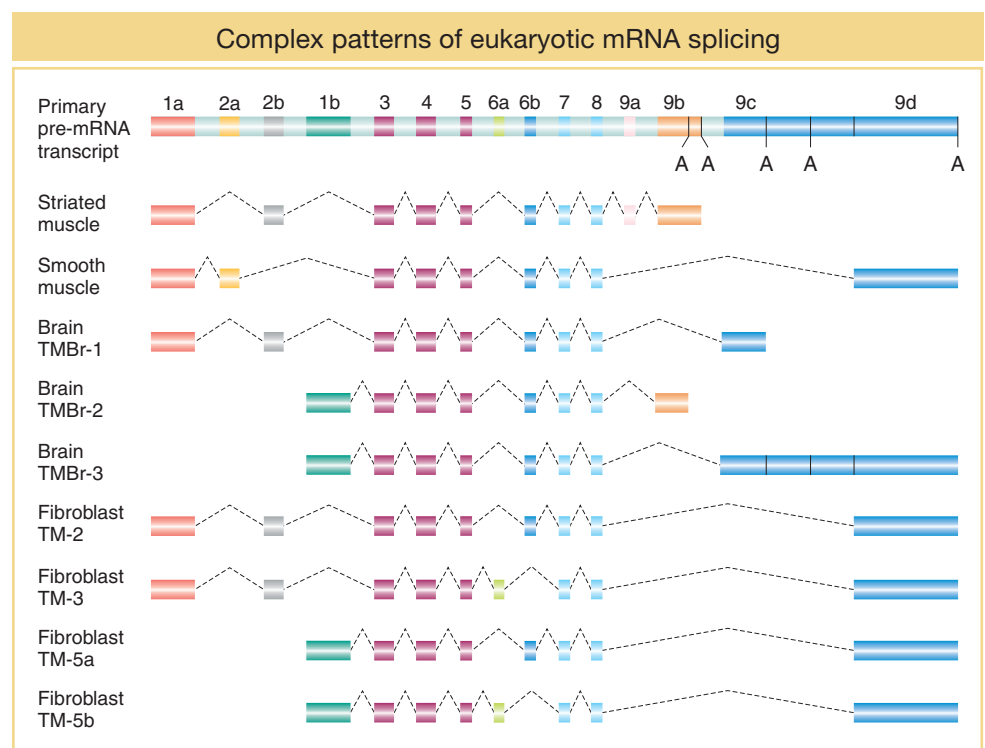 Complex patterns of eukaryotic mRNA splicing
Primary
pre-mRNA
transcript
1a 2a 2b 1b 3 4 5 6a 6b 7 8 9a 9b 9c 9d
A A A A A
Striated
muscle
Smooth
muscle
Brain
TMBr-1
Brain
TMBr-2
Brain
TMBr-3
Fibroblast
TM-2
Fibroblast
TM-3
Fibroblast
TM-5a
Fibroblast
TM-5b